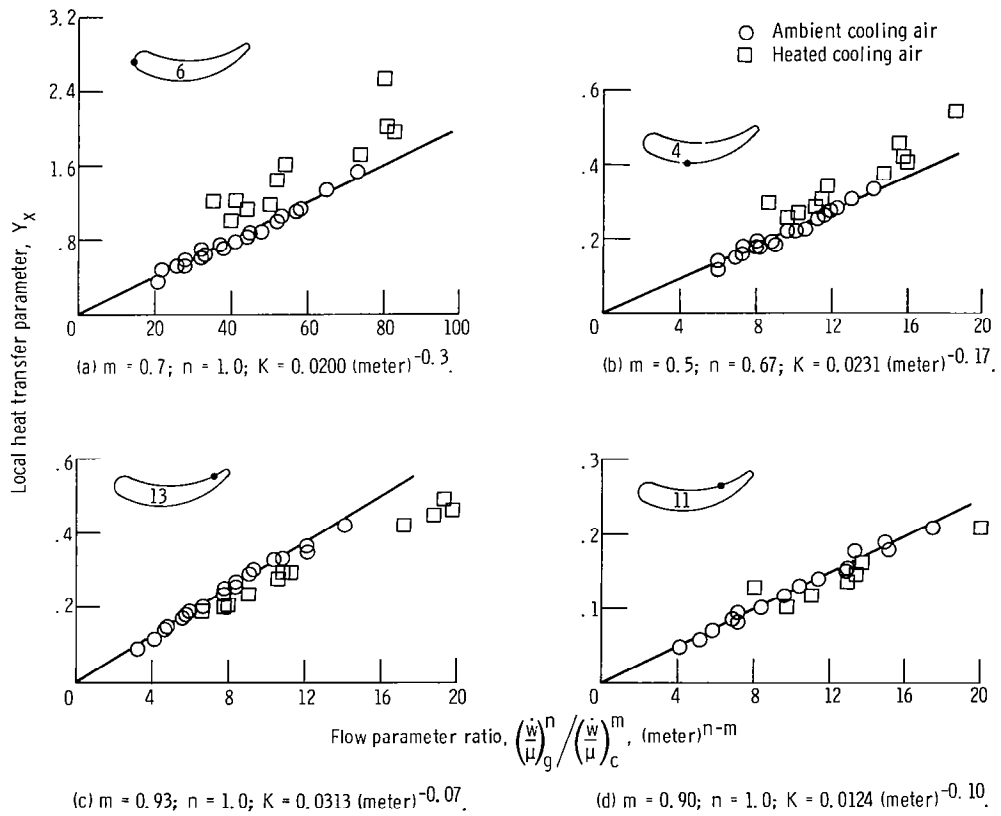 Local heat transfer parameter, Y_x
○ Ambient cooling air
□ Heated cooling air
3.2
2.4
1.6
.8
6
0 20 40 60 80 100
(a) m = 0.7; n = 1.0; K = 0.0200 (meter)^-0.3.
.6
.4
.2
4
0 4 8 12 16 20
(b) m = 0.5; n = 0.67; K = 0.0231 (meter)^-0.17.
.6
.4
.2
13
0 4 8 12 16 20
.3
.2
.1
11
0 4 8 12 16 20
Flow parameter ratio, (ẇ/μ)_g^n / (ẇ/μ)_c^m, (meter)^n-m
(c) m = 0.93; n = 1.0; K = 0.0313 (meter)^-0.07.
(d) m = 0.90; n = 1.0; K = 0.0124 (meter)^-0.10.